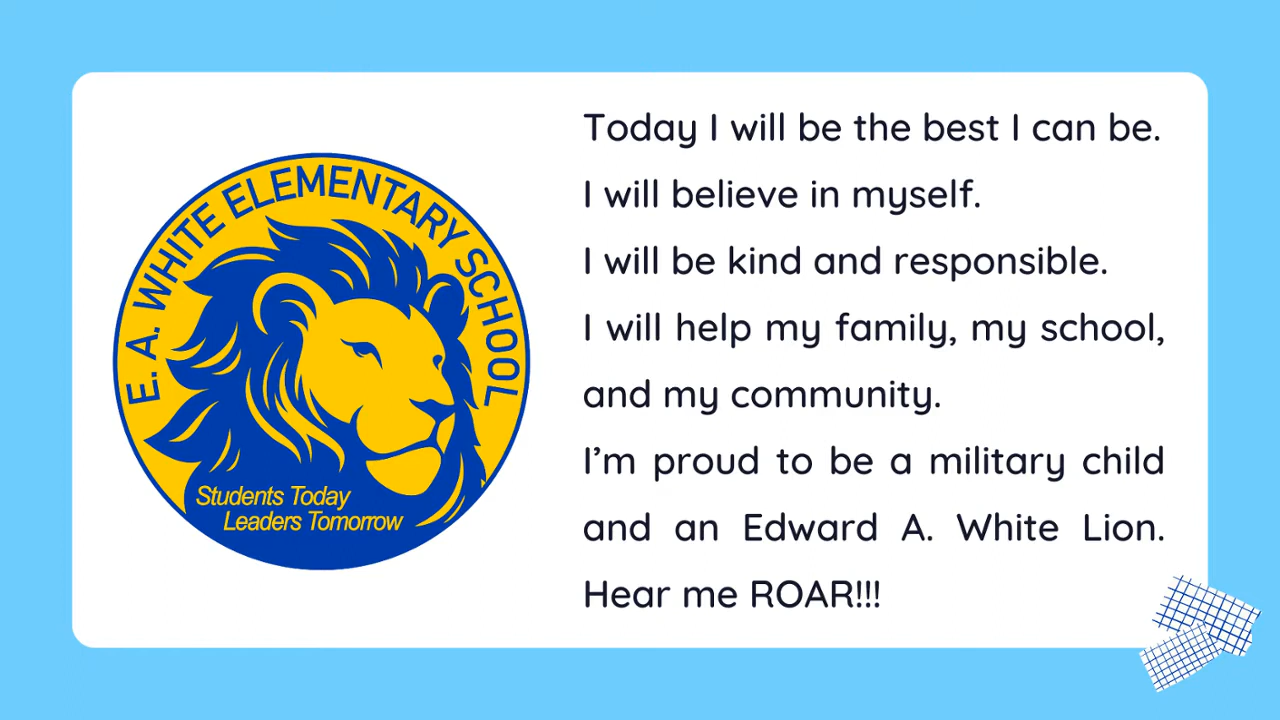 E. A. WHITE ELEMENTARY SCHOOL
Students Today
Leaders Tomorrow
Today I will be the best I can be.
I will believe in myself.
I will be kind and responsible.
I will help my family, my school,
and my community.
I’m proud to be a military child
and an Edward A. White Lion.
Hear me ROAR!!!